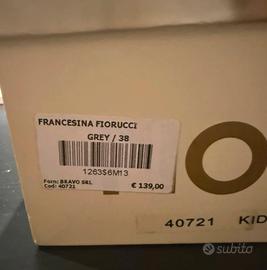 FRANCESINA FIORUCCI
GREY / 38
1263S6M13
Forn: BRAVO SRL
Cod: 40721
€ 139,00
40721 KID
subito